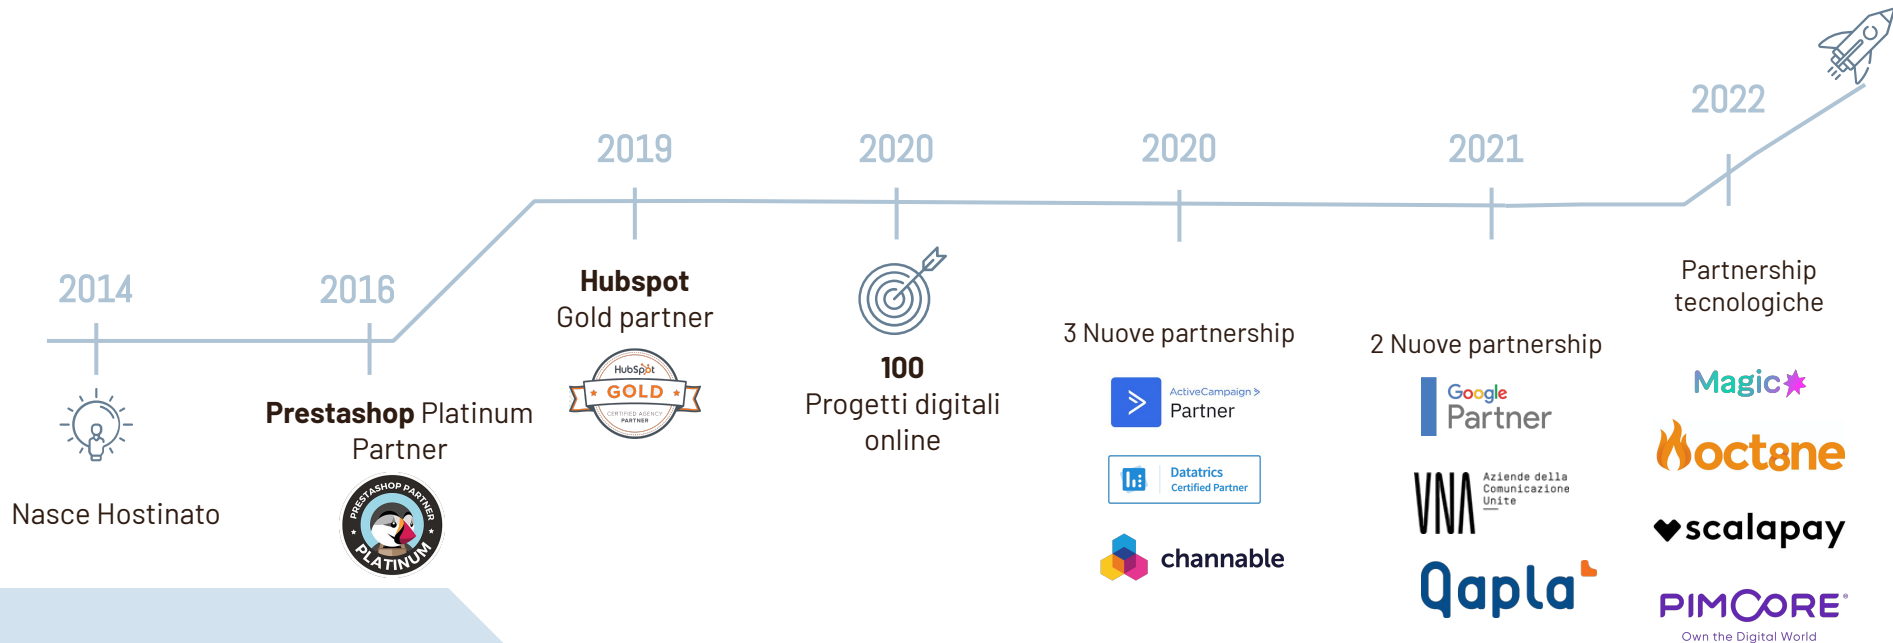 2014
Nasce Hostinato
2016
Prestashop Platinum
Partner
PRESTASHOP PARTNER
PLATINUM
2019
Hubspot
Gold partner
HubSpot
GOLD
CERTIFIED AGENCY
PARTNER
2020
100
Progetti digitali
online
2020
3 Nuove partnership
ActiveCampaign >
Partner
Datatrics
Certified Partner
channable
2021
2 Nuove partnership
Google
Partner
VNA
Aziende della
Comunicazione
Unite
Qapla
2022
Partnership
tecnologiche
Magic
oct8ne
scalapay
PIMCORE®
Own the Digital World